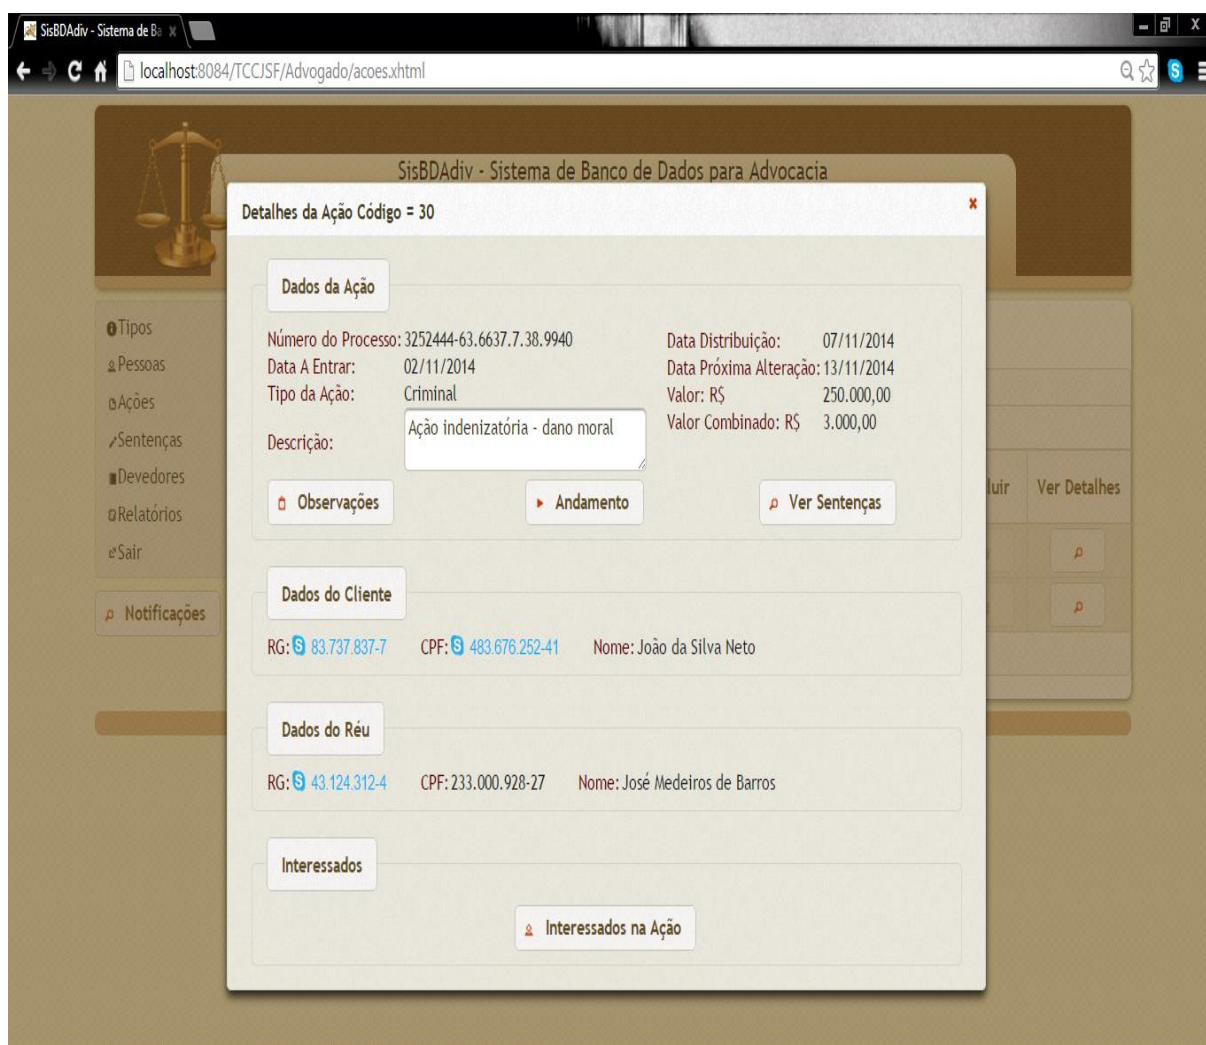 SisBDAdiv - Sistema de Ba
localhost:8084/TCCJSF/Advogado/acoes.xhtml
SisBDAdiv - Sistema de Banco de Dados para Advocacia
Detalhes da Ação Código = 30
Dados da Ação
Número do Processo: 3252444-63.6637.7.38.9940
Data A Entrar: 02/11/2014
Tipo da Ação: Criminal
Descrição: Ação indenizatória - dano moral
Data Distribuição: 07/11/2014
Data Próxima Alteração: 13/11/2014
Valor: R$ 250.000,00
Valor Combinado: R$ 3.000,00
Observações Andamento Ver Sentenças
Dados do Cliente
RG: 83.737.837-7 CPF: 483.676.252-41 Nome: João da Silva Neto
Dados do Réu
RG: 43.124.312-4 CPF: 233.000.928-27 Nome: José Medeiros de Barros
Interessados
Interessados na Ação
Tipos
Pessoas
Ações
Sentenças
Devedores
Relatórios
Sair
Notificações
luir Ver Detalhes